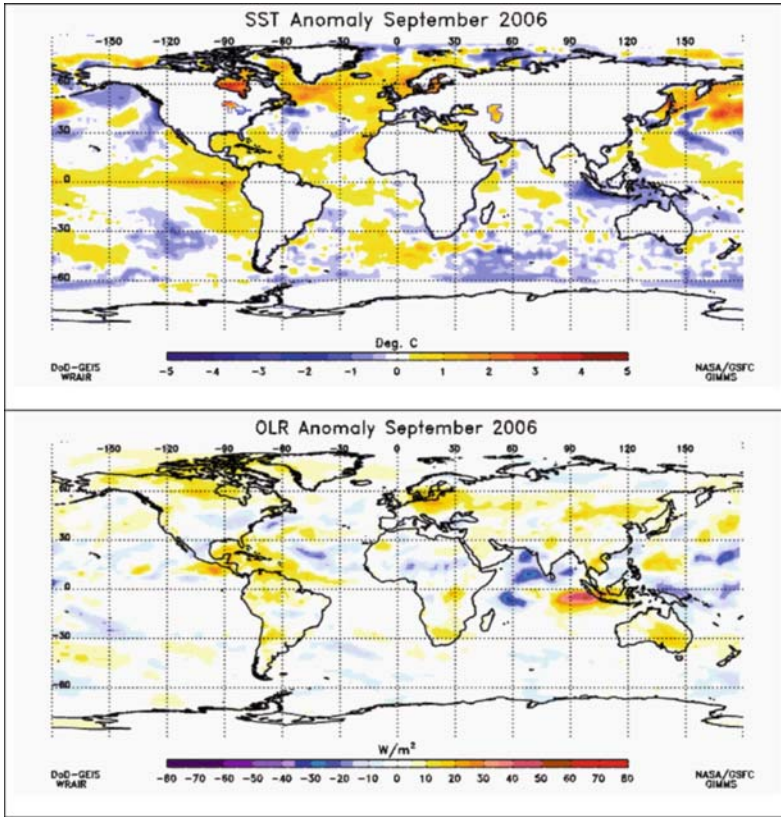 SST Anomaly September 2006
-150 -120 -90 -60 -30 0 30 60 90 120 150
60
30
0
-30
-60
Deg. C
-5 -4 -3 -2 -1 0 1 2 3 4 5
DoD-GEIS
WRAIR
NASA/GSFC
GIMMS
OLR Anomaly September 2006
-150 -120 -90 -60 -30 0 30 60 90 120 150
60
30
0
-30
-60
W/m²
-80 -70 -60 -50 -40 -30 -20 -10 0 10 20 30 40 50 60 70 80
DoD-GEIS
WRAIR
NASA/GSFC
GIMMS